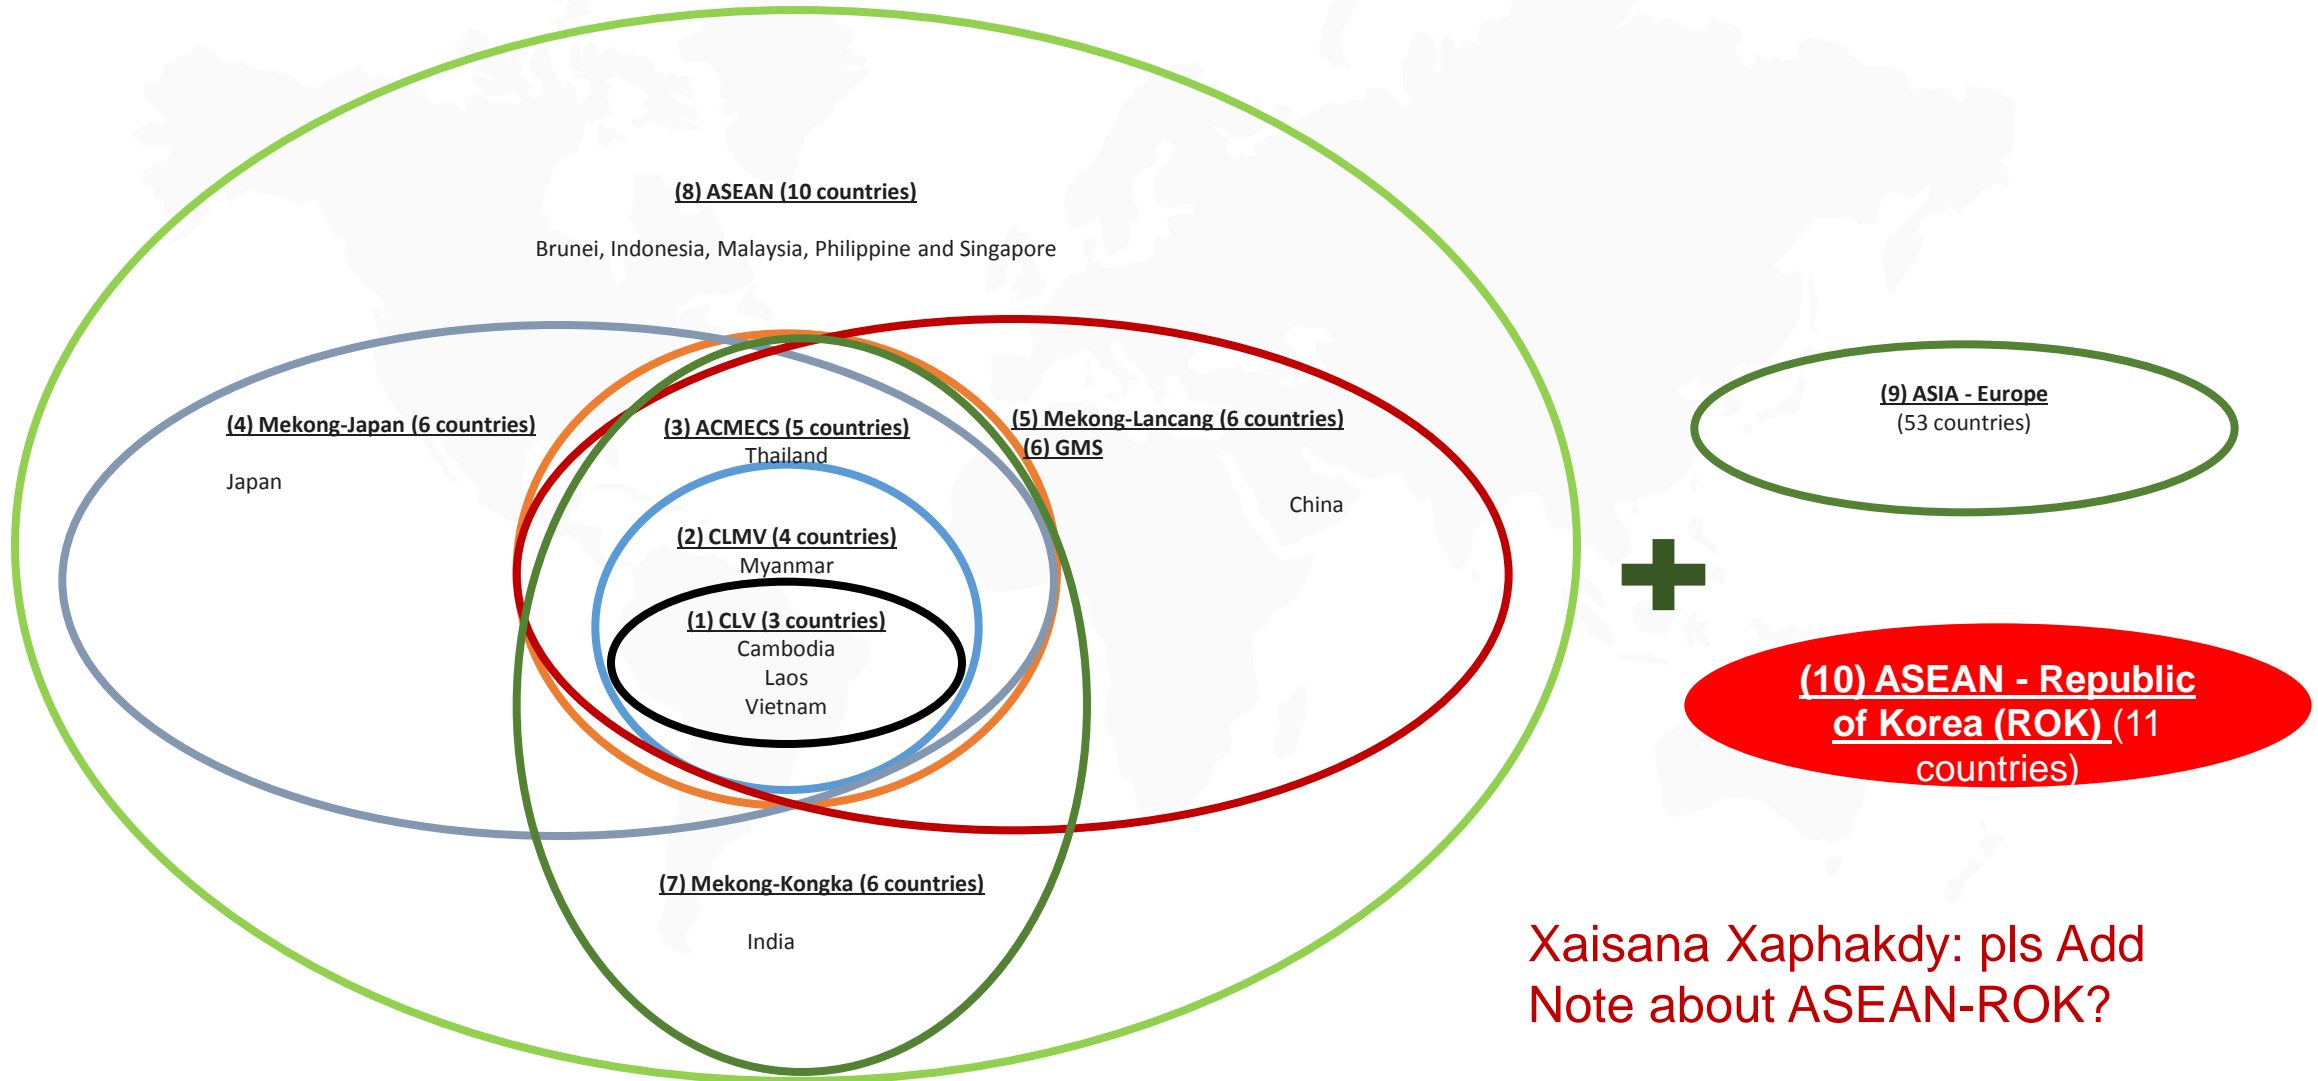 (8) ASEAN (10 countries)
Brunei, Indonesia, Malaysia, Philippine and Singapore
(4) Mekong-Japan (6 countries)
Japan
(3) ACMECS (5 countries)
Thailand
(5) Mekong-Lancang (6 countries)
(6) GMS
China
(2) CLMV (4 countries)
Myanmar
(1) CLV (3 countries)
Cambodia
Laos
Vietnam
(7) Mekong-Kongka (6 countries)
India
(9) ASIA - Europe
(53 countries)
(10) ASEAN - Republic
of Korea (ROK) (11
countries)
Xaisana Xaphakdy: pls Add
Note about ASEAN-ROK?